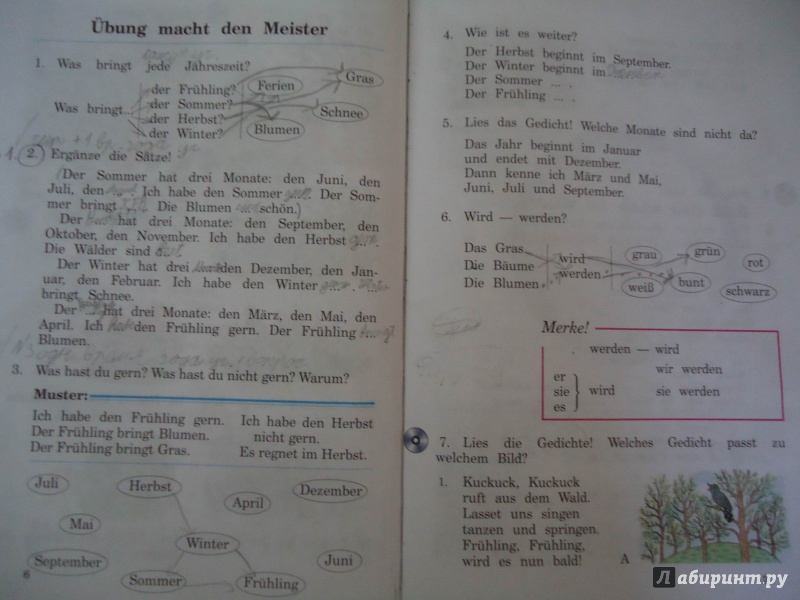 Übung macht den Meister
1. Was bringt jede Jahreszeit?
Was bringt...
der Frühling?
der Sommer?
der Herbst?
der Winter?
Ferien
Gras
Schnee
Blumen
1. 2. Ergänze die Sätze!
(Der Sommer hat drei Monate: den Juni, den
Juli, den ... . Ich habe den Sommer ... . Der Som-
mer bringt ... . Die Blumen schön.)
Der hat drei Monate: den September, den
Oktober, den November. Ich habe den Herbst ... .
Die Wälder sind
Der Winter hat drei den Dezember, den Jan-
uar, den Februar. Ich habe den Winter ... .
bringt Schnee.
Der ... hat drei Monate: den März, den Mai, den
April. Ich den Frühling gern. Der Frühling ...
Blumen.
3. Was hast du gern? Was hast du nicht gern? Warum?
Muster:
Ich habe den Frühling gern.
Der Frühling bringt Blumen.
Der Frühling bringt Gras.
Ich habe den Herbst
nicht gern.
Es regnet im Herbst.
Juli
Herbst
April
Dezember
Mai
Winter
September
Juni
Sommer
Frühling
6
4. Wie ist es weiter?
Der Herbst beginnt im September.
Der Winter beginnt im
Der Sommer ... .
Der Frühling ... .
5. Lies das Gedicht! Welche Monate sind nicht da?
Das Jahr beginnt im Januar
und endet mit Dezember.
Dann kenne ich März und Mai,
Juni, Juli und September.
6. Wird — werden?
Das Gras
Die Bäume
Die Blumen
wird
werden
grau
grün
rot
weiß
bunt
schwarz
Merke!
werden — wird
er
sie
es
wird
wir werden
sie werden
7. Lies die Gedichte! Welches Gedicht passt zu
welchem Bild?
1. Kuckuck, Kuckuck
ruft aus dem Wald.
Lasset uns singen
tanzen und springen.
Frühling, Frühling,
wird es nun bald!
A
Лабиринт.ру